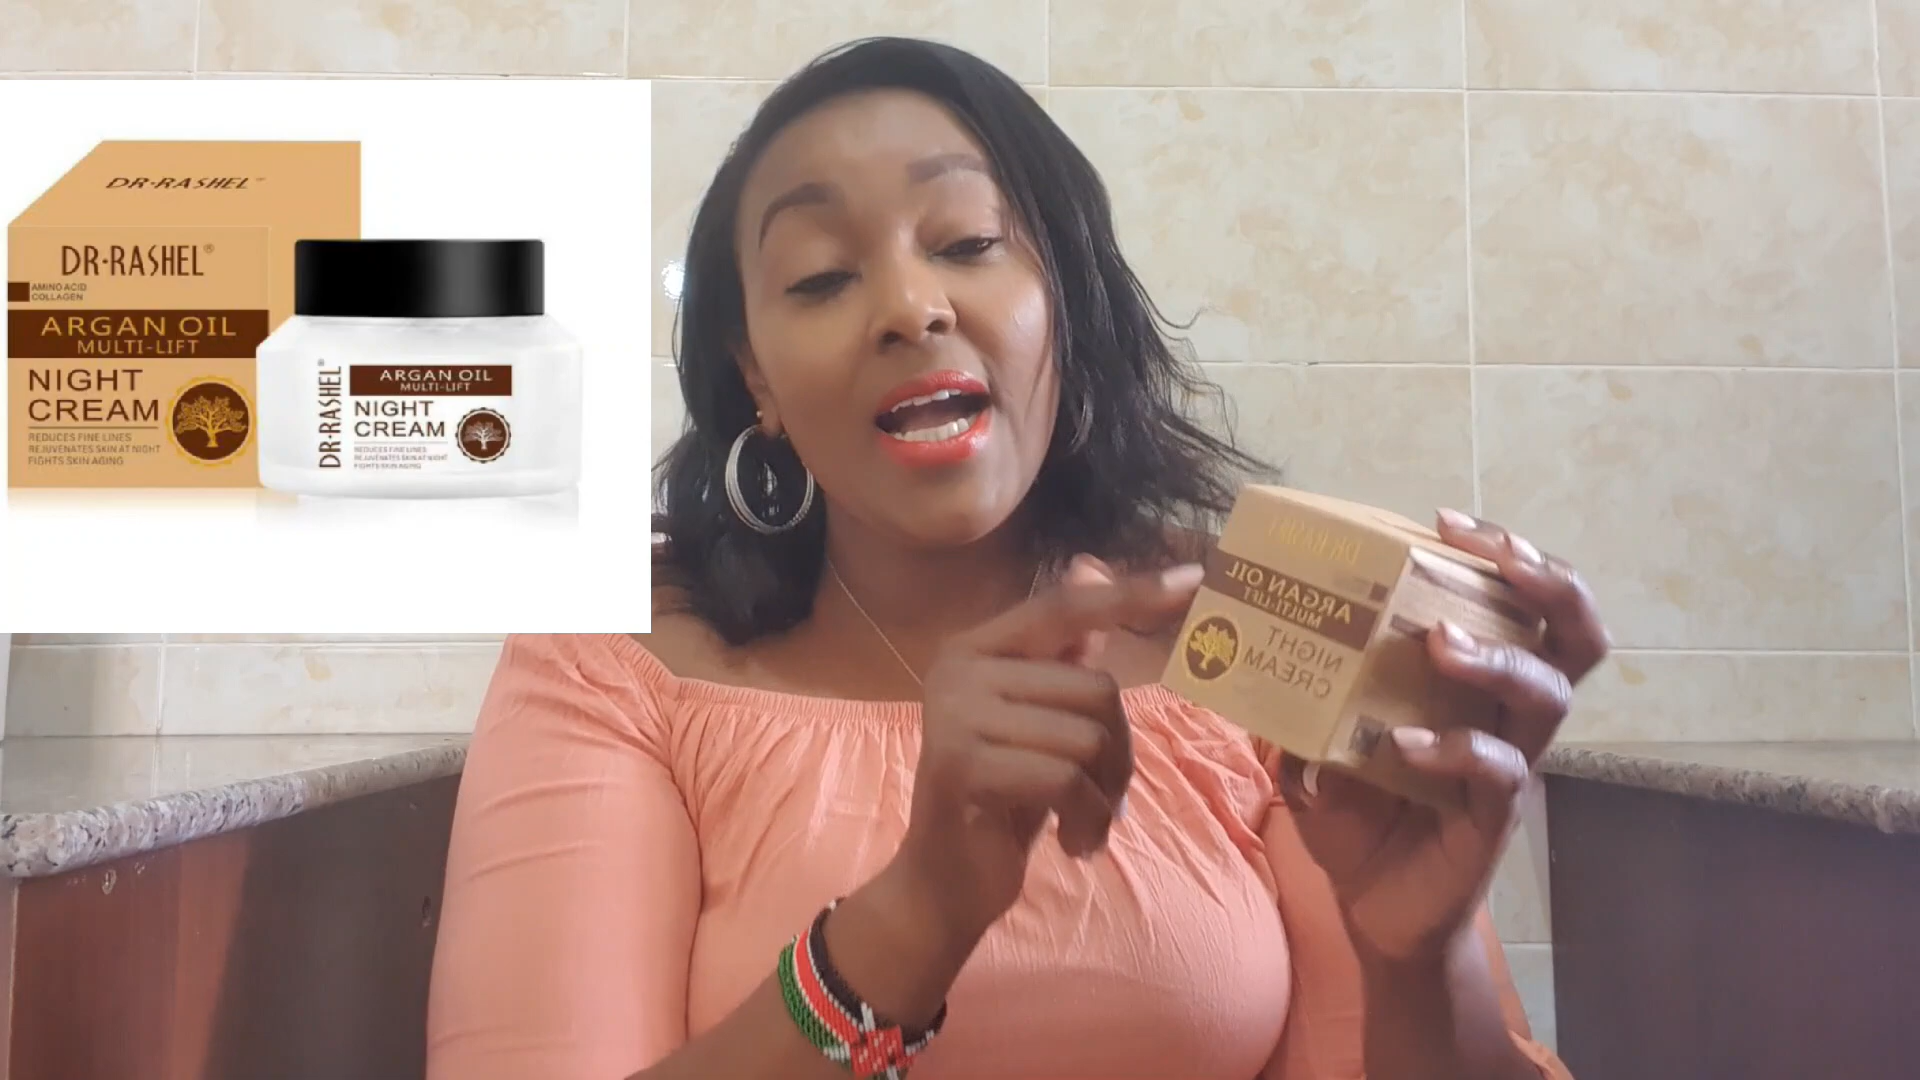 DR·RASHEL™
DR·RASHEL®
AMINO ACID
COLLAGEN
ARGAN OIL
MULTI-LIFT
NIGHT
CREAM
REDUCES FINE LINES
REJUVENATES SKIN AT NIGHT
FIGHTS SKIN AGING
DR·RASHEL®
ARGAN OIL
MULTI-LIFT
NIGHT
CREAM
REDUCES FINE LINES
REJUVENATES SKIN AT NIGHT
FIGHTS SKIN AGING
DR·RASHEL
ARGAN OIL
MULTI-LIFT
NIGHT
CREAM